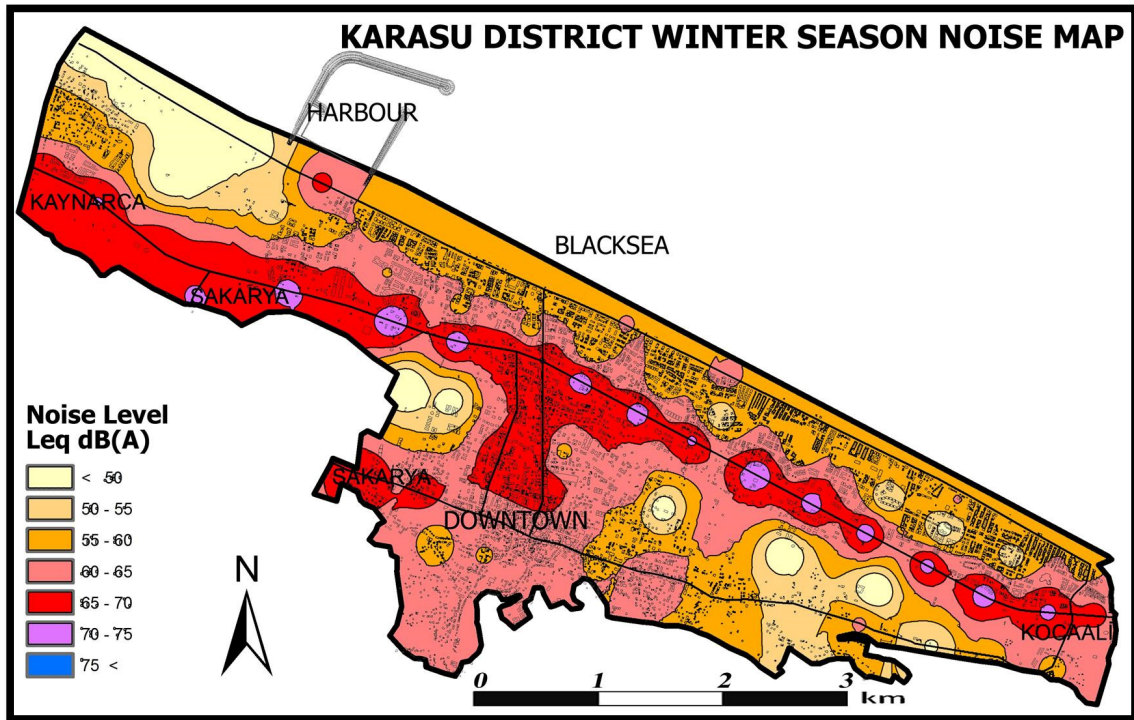 KARASU DISTRICT WINTER SEASON NOISE MAP
HARBOUR
KAYNARCA
BLACKSEA
SAKARYA
Noise Level
Leq dB(A)
< 50
50 - 55
55 - 60
60 - 65
65 - 70
70 - 75
75 <
SAKARYA
DOWNTOWN
N
KOCAALİ
0 1 2 3
km